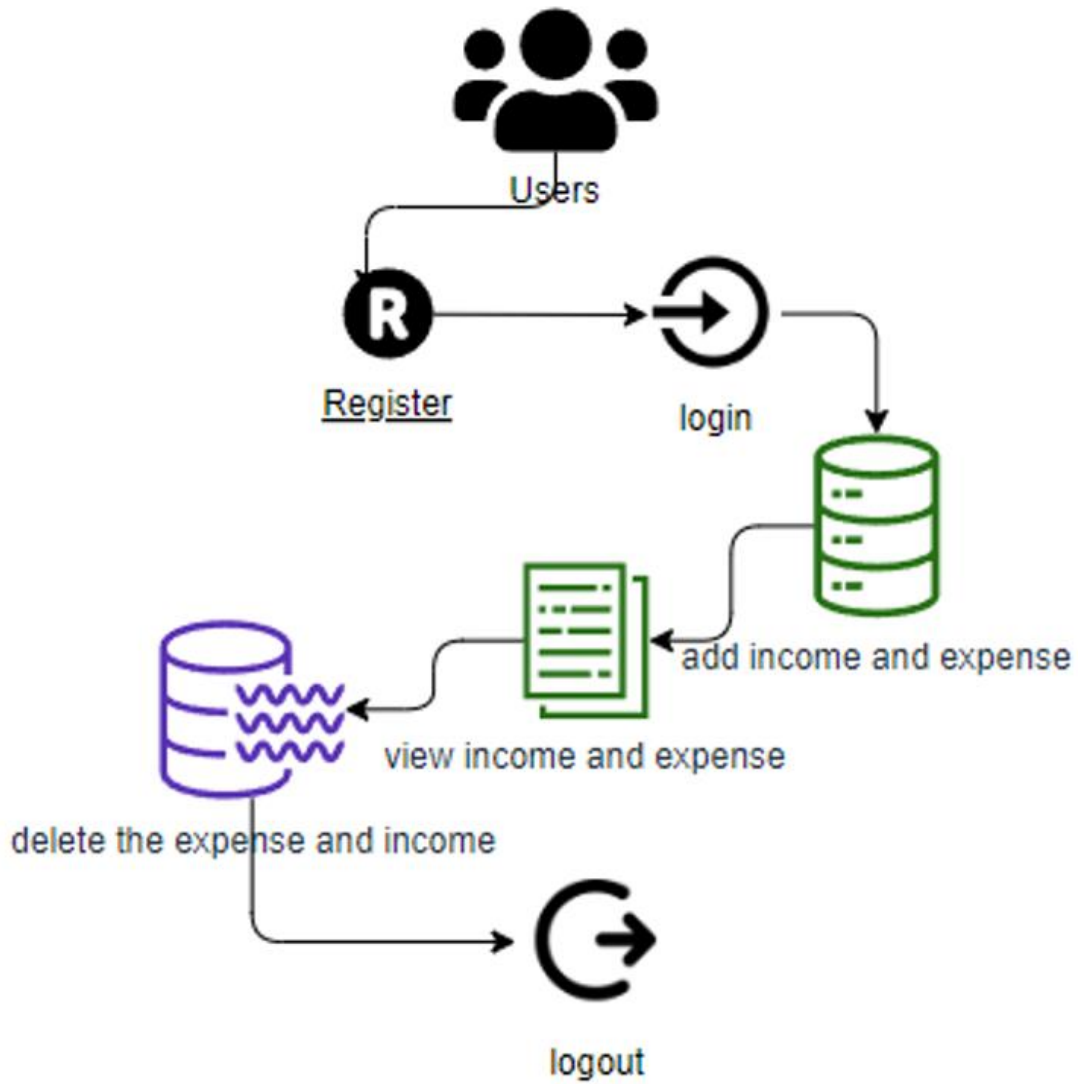 Users
R
Register
login
add income and expense
view income and expense
delete the expense and income
logout